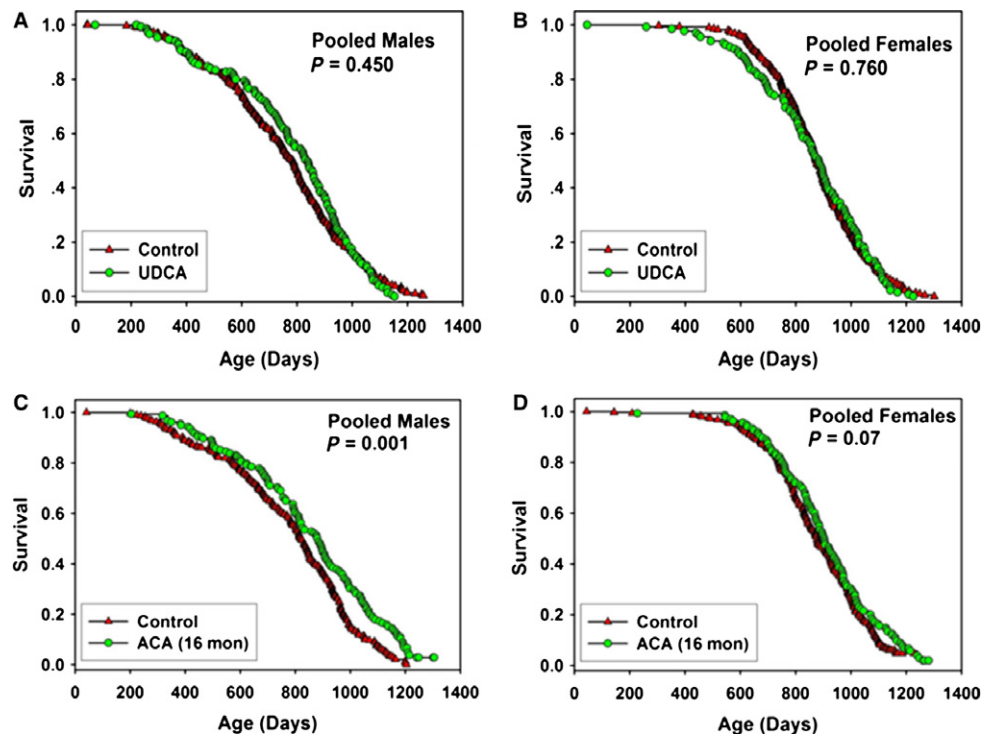 A
Pooled Males
P = 0.450
1.0
.8
.6
.4
.2
0.0
Survival
Control
UDCA
0 200 400 600 800 1000 1200 1400
Age (Days)
B
Pooled Females
P = 0.760
1.0
.8
.6
.4
.2
0.0
Survival
Control
UDCA
0 200 400 600 800 1000 1200 1400
Age (Days)
C
Pooled Males
P = 0.001
1.0
0.8
0.6
0.4
0.2
0.0
Survival
Control
ACA (16 mon)
0 200 400 600 800 1000 1200 1400
Age (Days)
D
Pooled Females
P = 0.07
1.0
0.8
0.6
0.4
0.2
0.0
Survival
Control
ACA (16 mon)
0 200 400 600 800 1000 1200 1400
Age (Days)